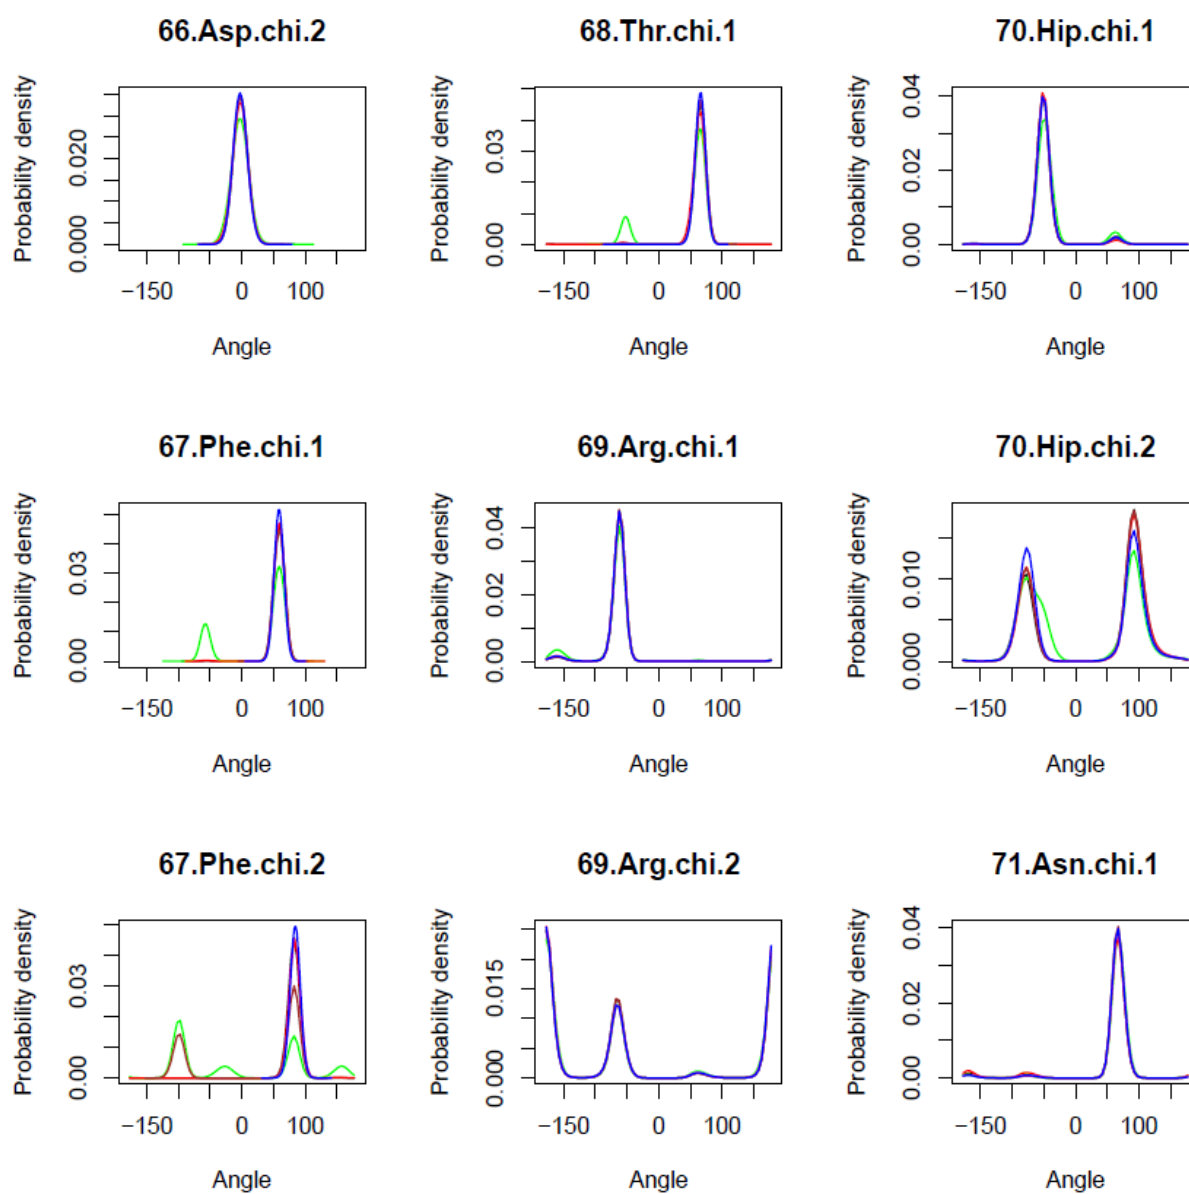 66.Asp.chi.2
Probability density
0.020
0.000
−150 0 100
Angle
68.Thr.chi.1
Probability density
0.03
0.00
−150 0 100
Angle
70.Hip.chi.1
Probability density
0.04
0.02
0.00
−150 0 100
Angle
67.Phe.chi.1
Probability density
0.03
0.00
−150 0 100
Angle
69.Arg.chi.1
Probability density
0.04
0.02
0.00
−150 0 100
Angle
70.Hip.chi.2
Probability density
0.010
0.000
−150 0 100
Angle
67.Phe.chi.2
Probability density
0.03
0.00
−150 0 100
Angle
69.Arg.chi.2
Probability density
0.015
0.000
−150 0 100
Angle
71.Asn.chi.1
Probability density
0.04
0.02
0.00
−150 0 100
Angle